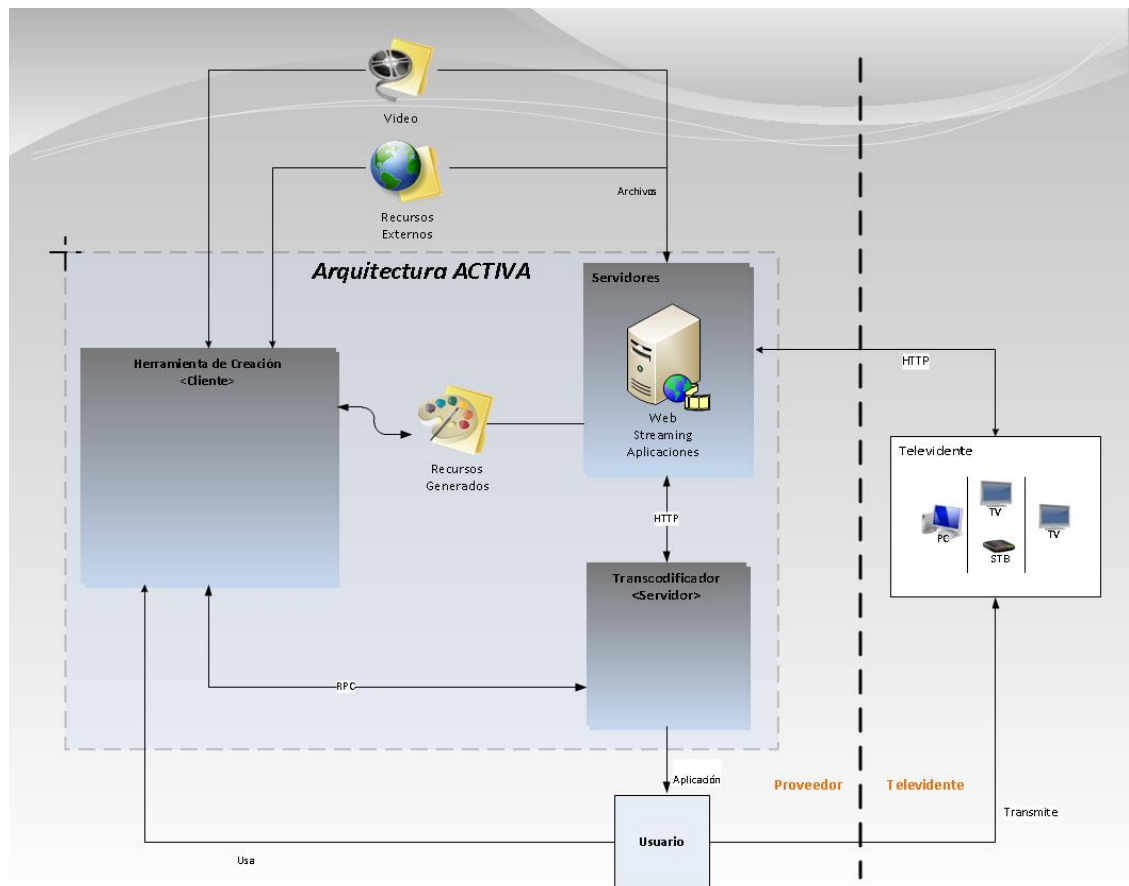 Video
Recursos
Externos
Archivos
Arquitectura ACTIVA
Servidores
Web
Streaming
Aplicaciones
Herramienta de Creación
<Cliente>
Recursos
Generados
HTTP
HTTP
Televidente
TV
PC
STB
TV
Transcodificador
<Servidor>
RPC
Aplicación
Proveedor
Televidente
Transmite
Usuario
Usa